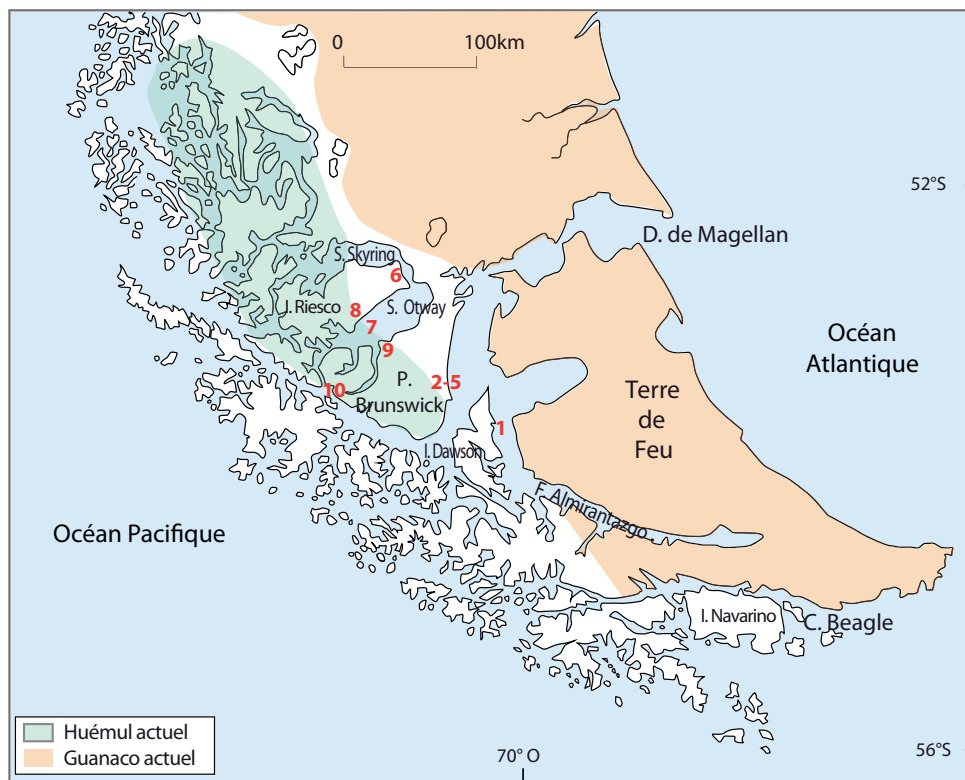 0 100km
52°S
D. de Magellan
S. Skyring
6
I. Riesco
8
S. Otway
7
9
Océan
Atlantique
10
P.
Brunswick
2-5
Terre
de
Feu
1
I. Dawson
F. Almirantazgo
Océan Pacifique
I. Navarino
C. Beagle
Huémul actuel
Guanaco actuel
70° O
56°S